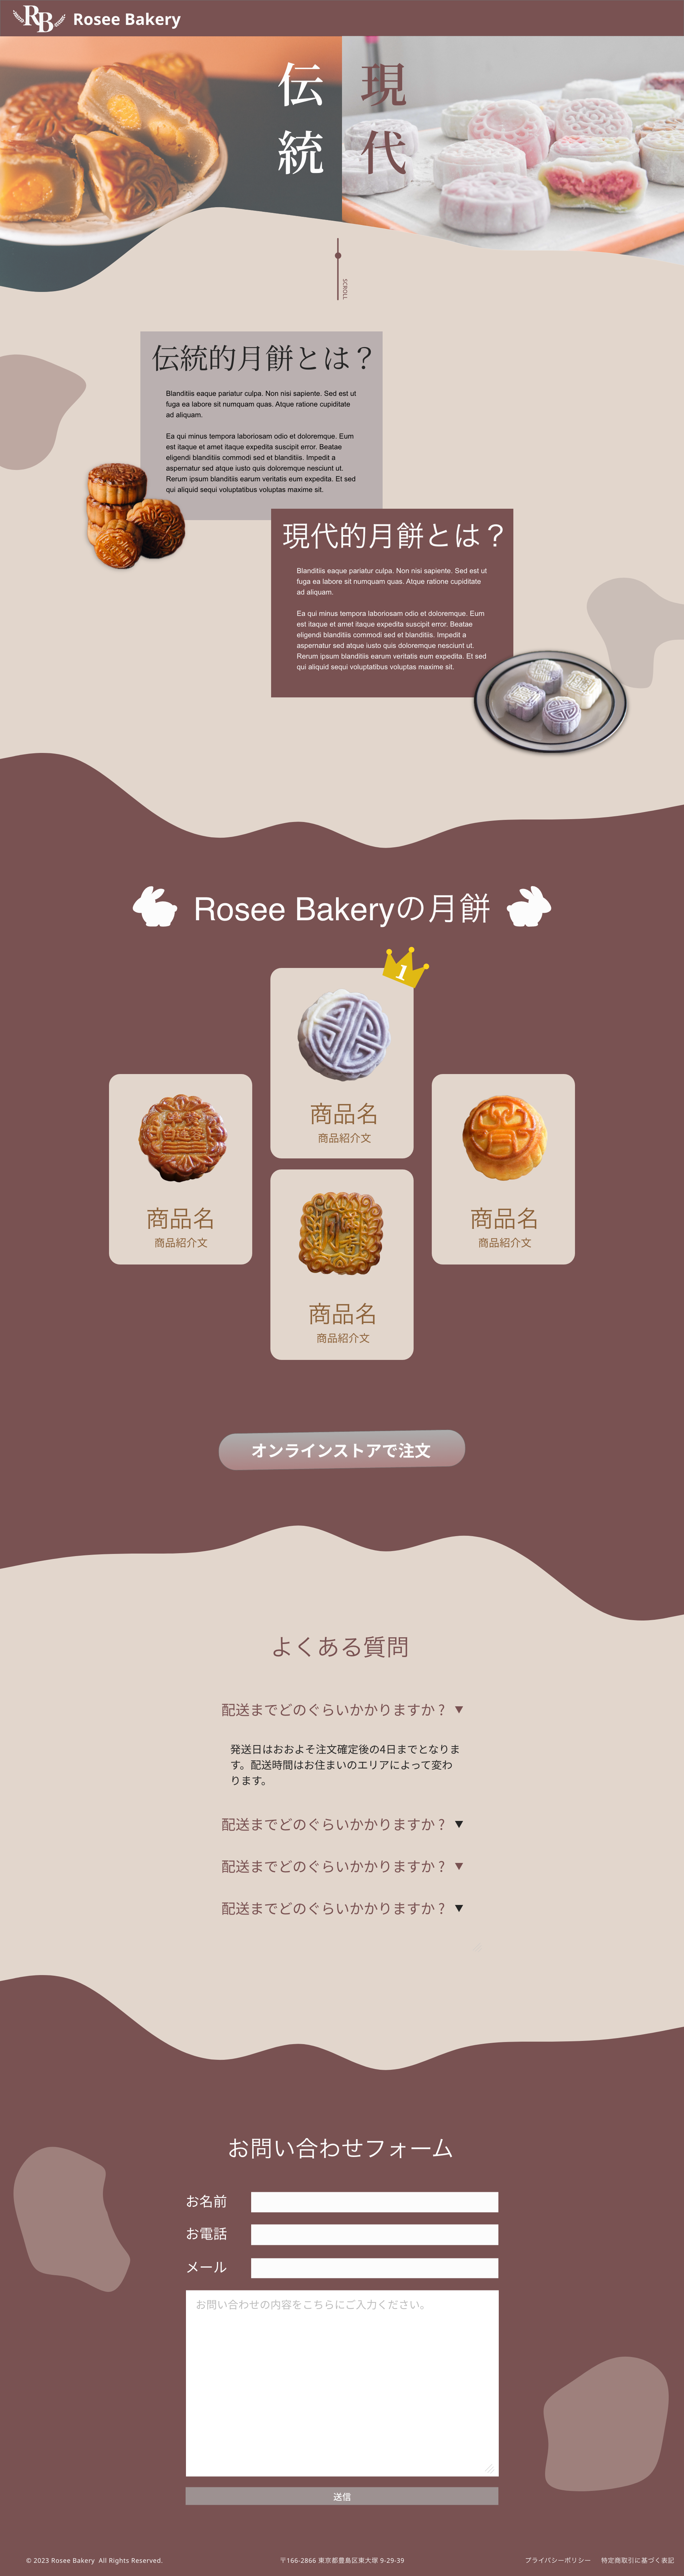 RB Rosee Bakery
伝統
現代
SCROLL
伝統的月餅とは？
Blanditiis eaque pariatur culpa. Non nisi sapiente. Sed est ut
fuga ea labore sit numquam quas. Atque ratione cupiditate
ad aliquam.
Ea qui minus tempora laboriosam odio et doloremque. Eum
est itaque et amet itaque expedita suscipit error. Beatae
eligendi blanditiis commodi sed et blanditiis. Impedit a
aspernatur sed atque iusto quis doloremque nesciunt ut.
Rerum ipsum blanditiis earum veritatis eum expedita. Et sed
qui aliquid sequi voluptatibus voluptas maxime sit.
現代的月餅とは？
Blanditiis eaque pariatur culpa. Non nisi sapiente. Sed est ut
fuga ea labore sit numquam quas. Atque ratione cupiditate
ad aliquam.
Ea qui minus tempora laboriosam odio et doloremque. Eum
est itaque et amet itaque expedita suscipit error. Beatae
eligendi blanditiis commodi sed et blanditiis. Impedit a
aspernatur sed atque iusto quis doloremque nesciunt ut.
Rerum ipsum blanditiis earum veritatis eum expedita. Et sed
qui aliquid sequi voluptatibus voluptas maxime sit.
Rosee Bakeryの月餅
1
商品名
商品紹介文
商品名
商品紹介文
商品名
商品紹介文
商品名
商品紹介文
オンラインストアで注文
よくある質問
配送までどのぐらいかかりますか？ ▼
発送日はおおよそ注文確定後の4日までとなりま
す。配送時間はお住まいのエリアによって変わ
ります。
配送までどのぐらいかかりますか？ ▼
配送までどのぐらいかかりますか？ ▼
配送までどのぐらいかかりますか？ ▼
お問い合わせフォーム
お名前
お電話
メール
お問い合わせの内容をこちらにご入力ください。
送信
© 2023 Rosee Bakery All Rights Reserved.
〒166-2866 東京都豊島区東大塚 9-29-39
プライバシーポリシー 特定商取引に基づく表記